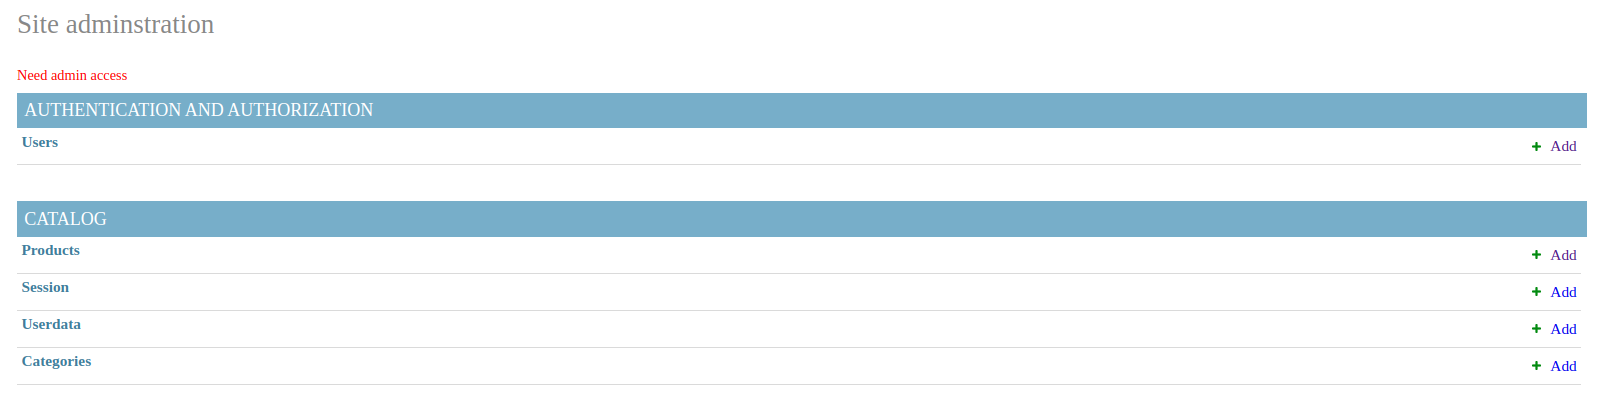 Site adminstration
Need admin access
AUTHENTICATION AND AUTHORIZATION
Users
Add
CATALOG
Products
Add
Session
Add
Userdata
Add
Categories
Add